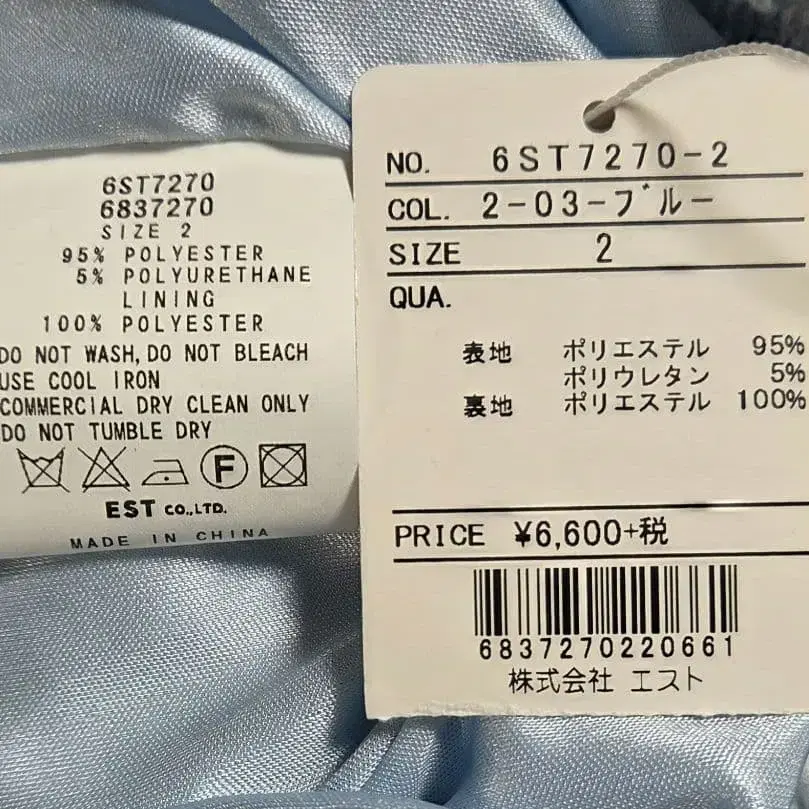 6ST7270
6837270
SIZE 2
95% POLYESTER
5% POLYURETHANE
LINING
100% POLYESTER
DO NOT WASH, DO NOT BLEACH
USE COOL IRON
COMMERCIAL DRY CLEAN ONLY
DO NOT TUMBLE DRY
F
EST CO.,LTD.
MADE IN CHINA
NO. 6ST7270-2
COL. 2-03-ブルー
SIZE 2
QUA.
表地 ポリエステル 95%
ポリウレタン 5%
裏地 ポリエステル 100%
PRICE ¥6,600+税
6837270220661
株式会社 エスト